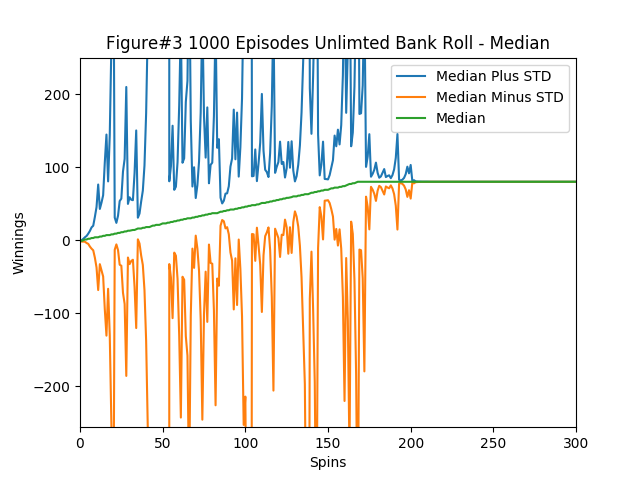 Figure#3 1000 Episodes Unlimted Bank Roll - Median
Median Plus STD
Median Minus STD
Median
Winnings
200
100
0
−100
−200
0 50 100 150 200 250 300
Spins